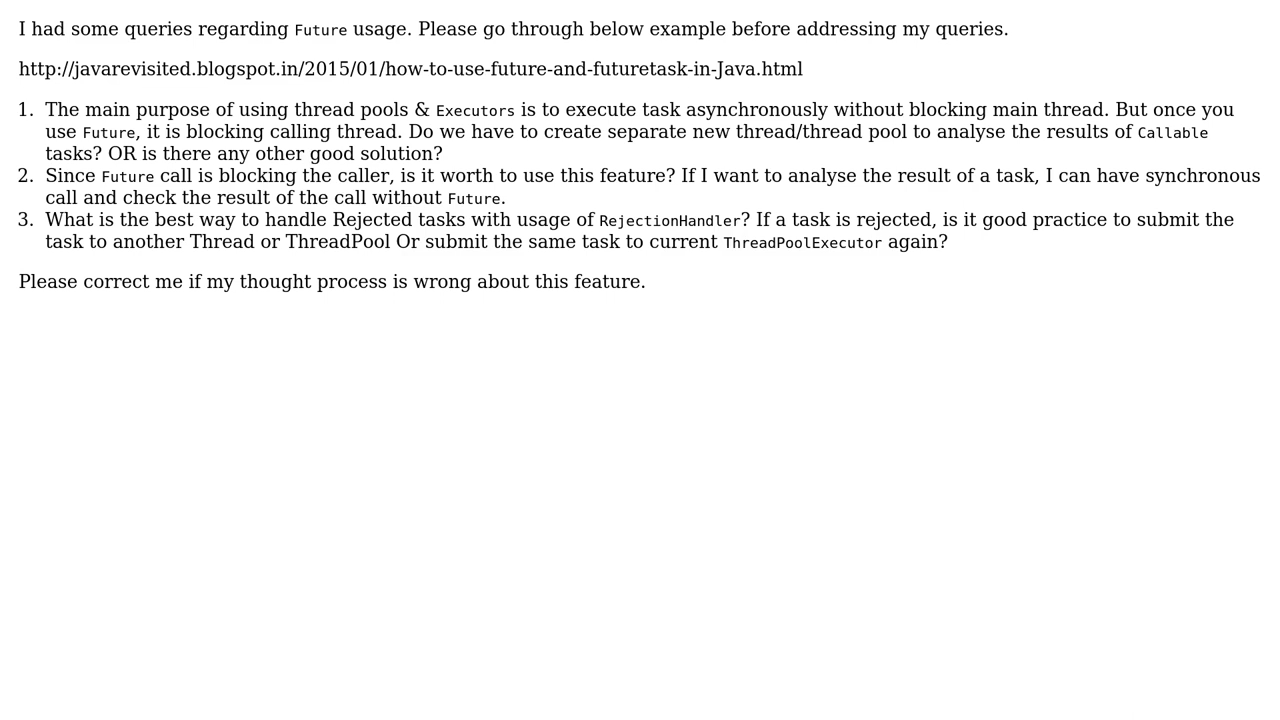 I had some queries regarding Future usage. Please go through below example before addressing my queries.
http://javarevisited.blogspot.in/2015/01/how-to-use-future-and-futuretask-in-Java.html
1. The main purpose of using thread pools & Executors is to execute task asynchronously without blocking main thread. But once you
use Future, it is blocking calling thread. Do we have to create separate new thread/thread pool to analyse the results of Callable
tasks? OR is there any other good solution?
2. Since Future call is blocking the caller, is it worth to use this feature? If I want to analyse the result of a task, I can have synchronous
call and check the result of the call without Future.
3. What is the best way to handle Rejected tasks with usage of RejectionHandler? If a task is rejected, is it good practice to submit the
task to another Thread or ThreadPool Or submit the same task to current ThreadPoolExecutor again?
Please correct me if my thought process is wrong about this feature.